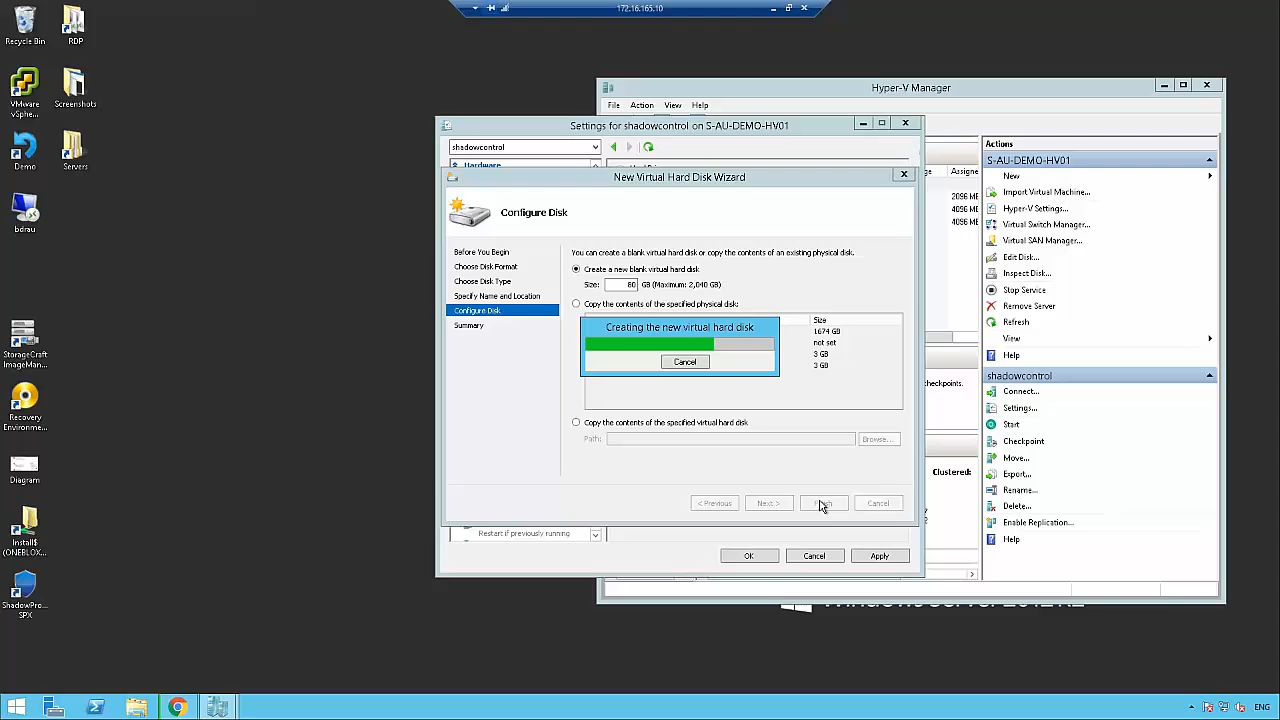 172.16.165.10
Recycle Bin
RDP
VMware
vSphe...
Screenshots
Demo
Servers
bdrau
StorageCraft
ImageMan...
Recovery
Environme...
Diagram
Install$
(ONEBLOX...
ShadowPro...
SPX
Hyper-V Manager
File Action View Help
Settings for shadowcontrol on S-AU-DEMO-HV01
shadowcontrol
Hardware
New Virtual Hard Disk Wizard
Configure Disk
Before You Begin
Choose Disk Format
Choose Disk Type
Specify Name and Location
Configure Disk
Summary
You can create a blank virtual hard disk or copy the contents of an existing physical disk.
Create a new blank virtual hard disk
Size: 80 GB (Maximum: 2,040 GB)
Copy the contents of the specified physical disk:
Size
1674 GB
not set
3 GB
3 GB
Creating the new virtual hard disk
Cancel
Copy the contents of the specified virtual hard disk
Path: Browse...
< Previous Next > Cancel
Restart if previously running
OK Cancel Apply
Assigne
2096 MB
4096 MB
4096 MB
checkpoints.
Clustered:
Actions
S-AU-DEMO-HV01
New
Import Virtual Machine...
Hyper-V Settings...
Virtual Switch Manager...
Virtual SAN Manager...
Edit Disk...
Inspect Disk...
Stop Service
Remove Server
Refresh
View
Help
shadowcontrol
Connect...
Settings...
Start
Checkpoint
Move...
Export...
Rename...
Delete...
Enable Replication...
Help
ENG